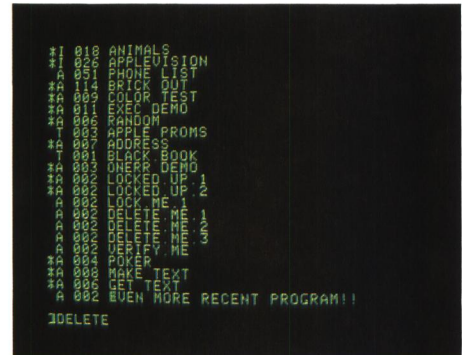 *I 018 ANIMALS
*I 026 APPLEVISION
A 051 PHONE LIST
*A 114 BRICK OUT
*A 009 COLOR TEST
*A 011 EXEC DEMO
*A 006 RANDOM
T 003 APPLE PROMS
*A 007 ADDRESS
T 001 BLACK.BOOK
*A 003 ONERR DEMO
*A 002 LOCKED.UP.1
*A 002 LOCKED.UP.2
A 002 LOCK.ME.1
A 002 DELETE.ME.1
A 002 DELETE.ME.2
A 002 DELETE.ME.3
A 002 VERIFY.ME
*A 004 POKER
*A 008 MAKE TEXT
*A 006 GET TEXT
A 002 EVEN MORE RECENT PROGRAM!!
]DELETE